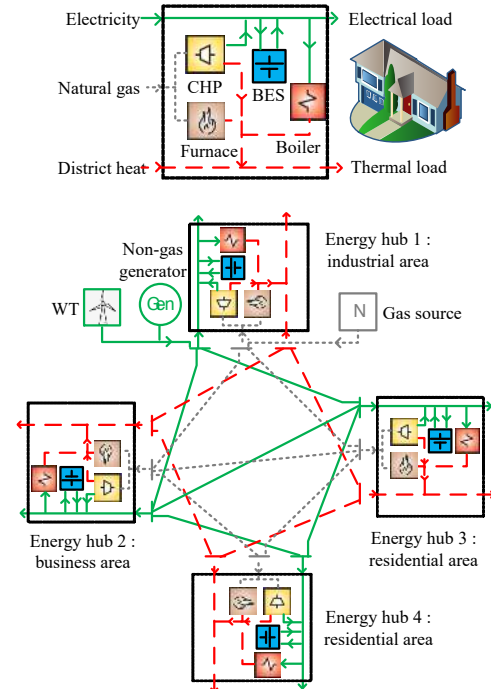 Electricity
Electrical load
Natural gas
CHP
BES
Furnace
Boiler
District heat
Thermal load
Non-gas
generator
Energy hub 1 :
industrial area
WT
Gen
N
Gas source
Energy hub 2 :
business area
Energy hub 3 :
residential area
Energy hub 4 :
residential area